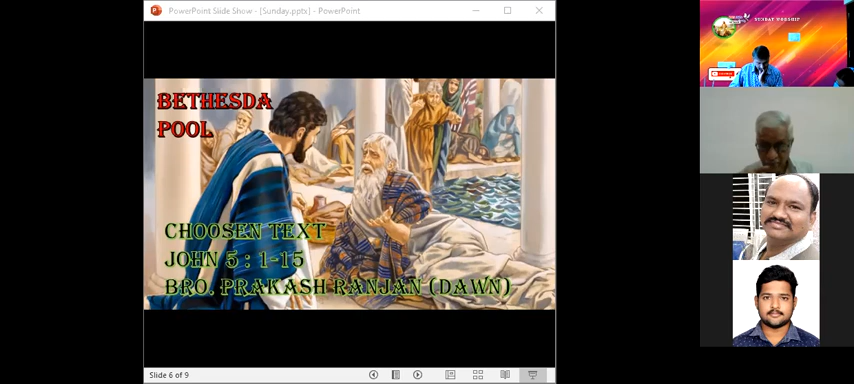 PowerPoint Slide Show - [Sunday.pptx] - PowerPoint
SUNDAY WORSHIP
BETHESDA
POOL
CHOOSEN TEXT
JOHN 5 : 1-15
BRO. PRAKASH RANJAN (DAWN)
Slide 6 of 9